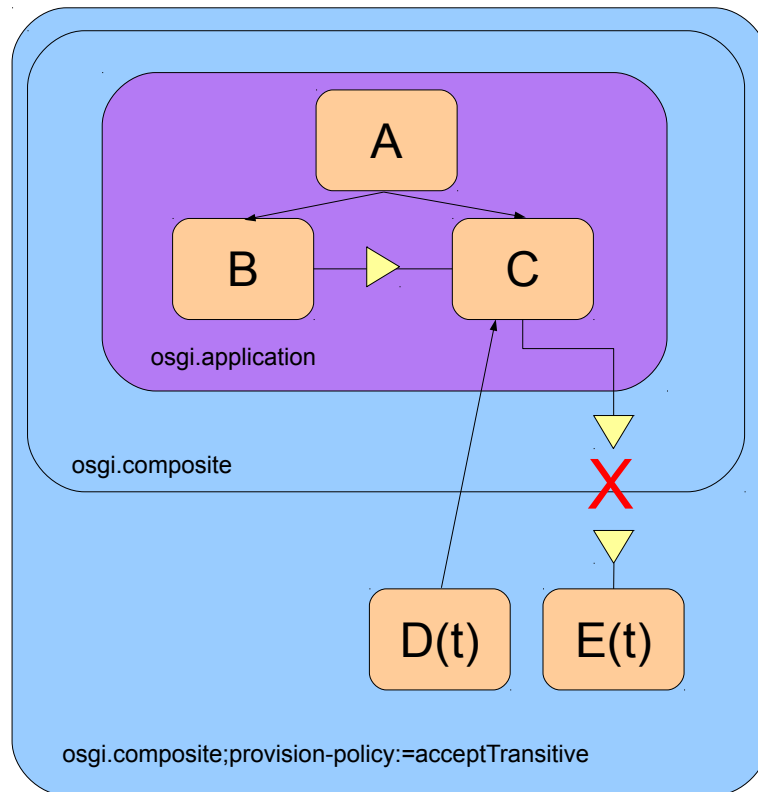 A
B
C
osgi.application
osgi.composite
X
D(t)
E(t)
osgi.composite;provision-policy:=acceptTransitive